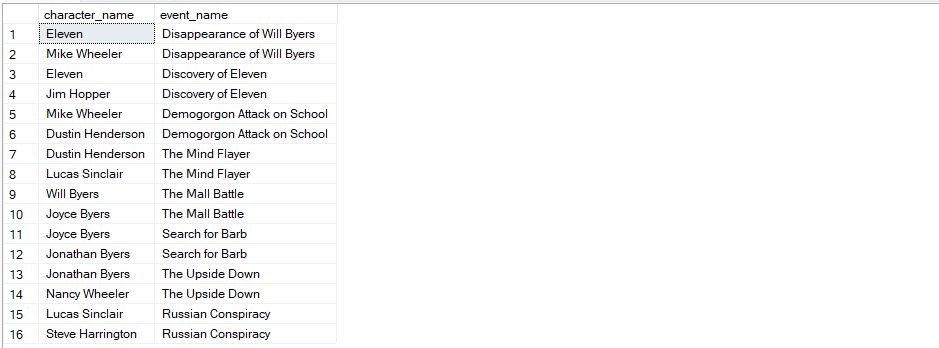 character_name event_name
1 Eleven Disappearance of Will Byers
2 Mike Wheeler Disappearance of Will Byers
3 Eleven Discovery of Eleven
4 Jim Hopper Discovery of Eleven
5 Mike Wheeler Demogorgon Attack on School
6 Dustin Henderson Demogorgon Attack on School
7 Dustin Henderson The Mind Flayer
8 Lucas Sinclair The Mind Flayer
9 Will Byers The Mall Battle
10 Joyce Byers The Mall Battle
11 Joyce Byers Search for Barb
12 Jonathan Byers Search for Barb
13 Jonathan Byers The Upside Down
14 Nancy Wheeler The Upside Down
15 Lucas Sinclair Russian Conspiracy
16 Steve Harrington Russian Conspiracy